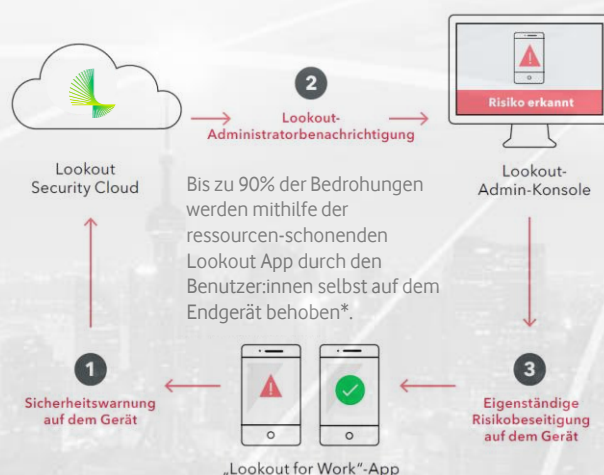 2
Lookout-
Administratorbenachrichtigung
Risiko erkannt
Lookout
Security Cloud
Lookout-
Admin-Konsole
Bis zu 90% der Bedrohungen
werden mithilfe der
ressourcen-schonenden
Lookout App durch den
Benutzer:innen selbst auf dem
Endgerät behoben*.
1
Sicherheitswarnung
auf dem Gerät
3
Eigenständige
Risikobeseitigung
auf dem Gerät
„Lookout for Work“-App